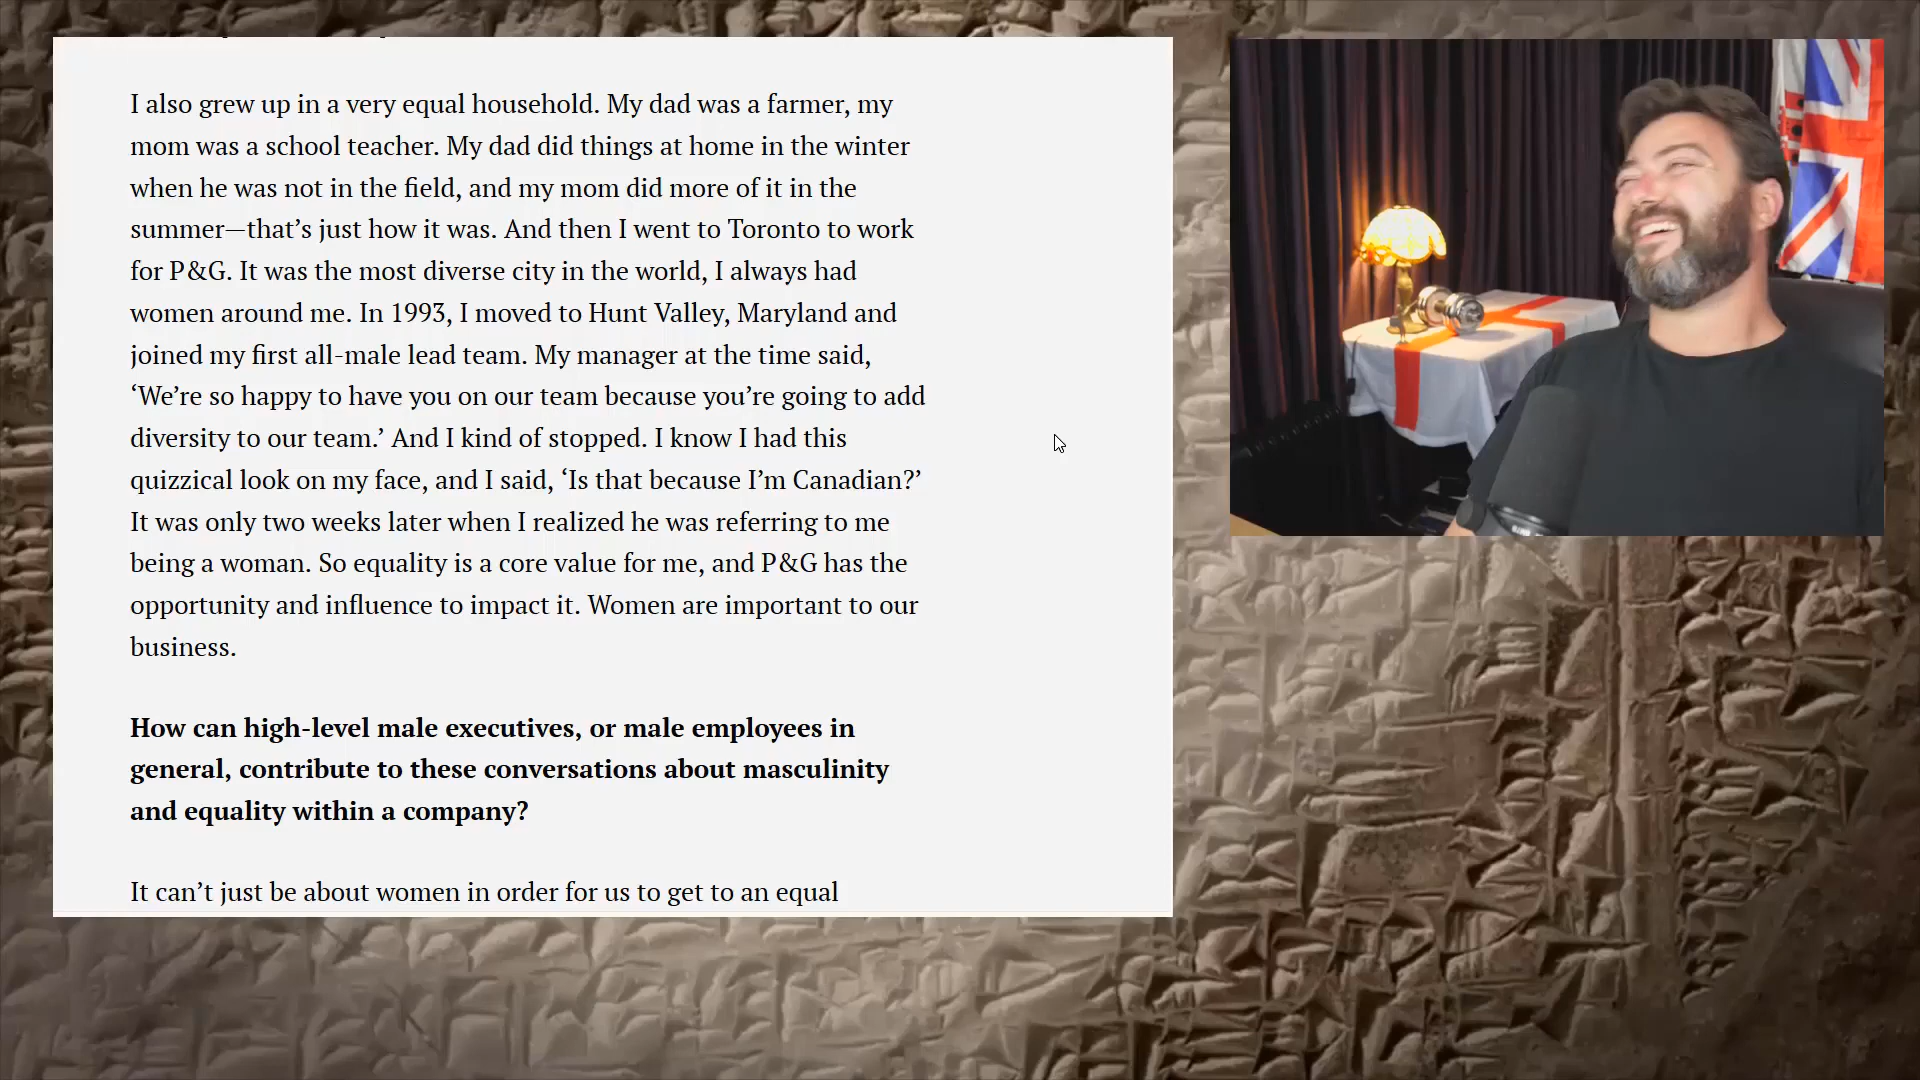 I also grew up in a very equal household. My dad was a farmer, my
mom was a school teacher. My dad did things at home in the winter
when he was not in the field, and my mom did more of it in the
summer—that’s just how it was. And then I went to Toronto to work
for P&G. It was the most diverse city in the world, I always had
women around me. In 1993, I moved to Hunt Valley, Maryland and
joined my first all-male lead team. My manager at the time said,
‘We’re so happy to have you on our team because you’re going to add
diversity to our team.’ And I kind of stopped. I know I had this
quizzical look on my face, and I said, ‘Is that because I’m Canadian?’
It was only two weeks later when I realized he was referring to me
being a woman. So equality is a core value for me, and P&G has the
opportunity and influence to impact it. Women are important to our
business.
How can high-level male executives, or male employees in
general, contribute to these conversations about masculinity
and equality within a company?
It can’t just be about women in order for us to get to an equal